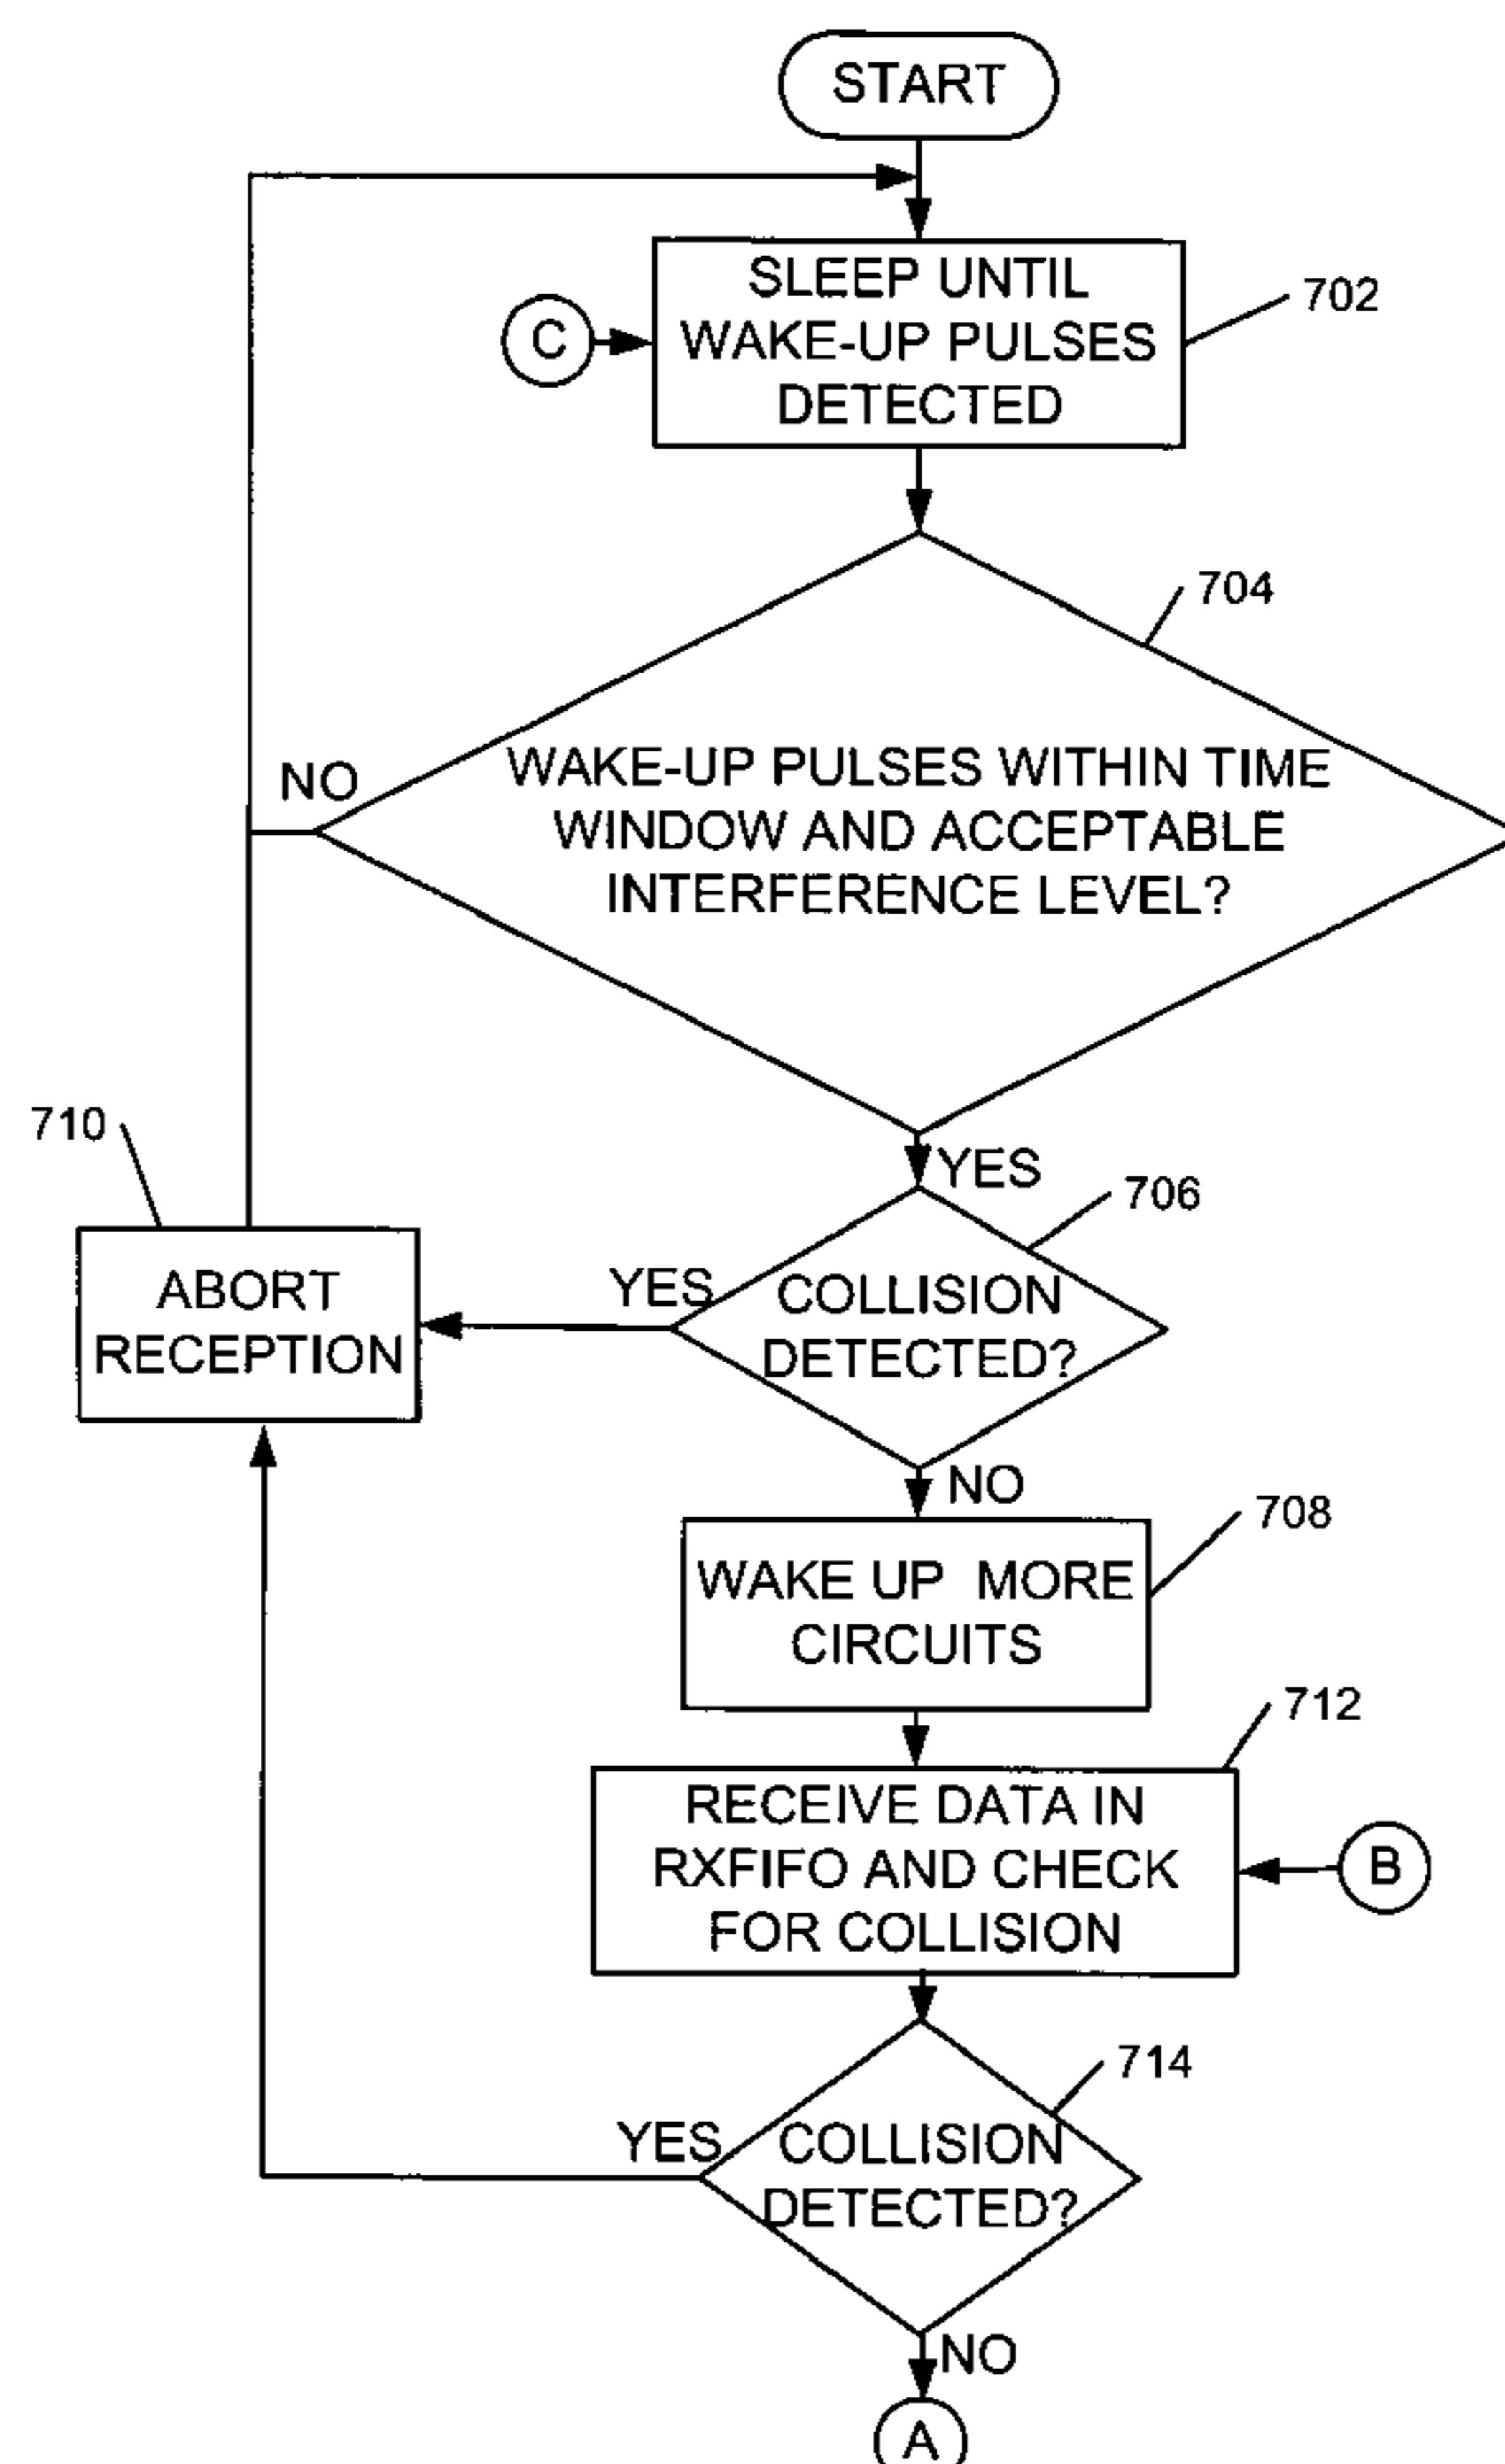 START
SLEEP UNTIL
WAKE-UP PULSES
DETECTED
702
C
704
WAKE-UP PULSES WITHIN TIME
WINDOW AND ACCEPTABLE
INTERFERENCE LEVEL?
NO
YES
706
COLLISION
DETECTED?
YES
710
ABORT
RECEPTION
NO
708
WAKE UP MORE
CIRCUITS
712
RECEIVE DATA IN
RXFIFO AND CHECK
FOR COLLISION
B
714
COLLISION
DETECTED?
YES
NO
A